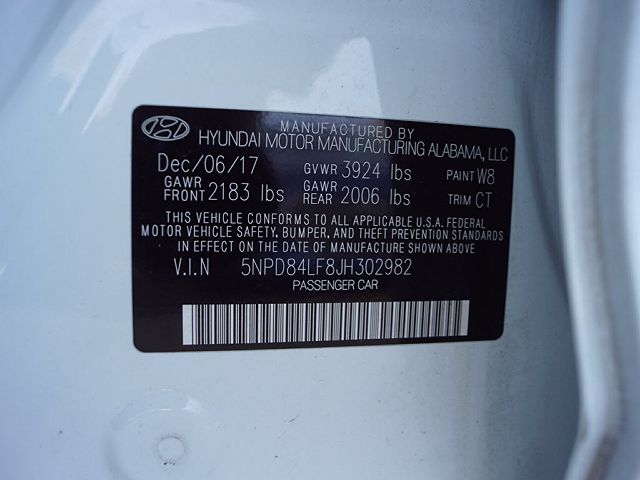 MANUFACTURED BY
HYUNDAI MOTOR MANUFACTURING ALABAMA, LLC
Dec/06/17 GVWR 3924 lbs PAINT W8
GAWR FRONT 2183 lbs GAWR REAR 2006 lbs TRIM CT
THIS VEHICLE CONFORMS TO ALL APPLICABLE U.S.A. FEDERAL
MOTOR VEHICLE SAFETY, BUMPER, AND THEFT PREVENTION STANDARDS
IN EFFECT ON THE DATE OF MANUFACTURE SHOWN ABOVE.
V.I.N 5NPD84LF8JH302982
PASSENGER CAR